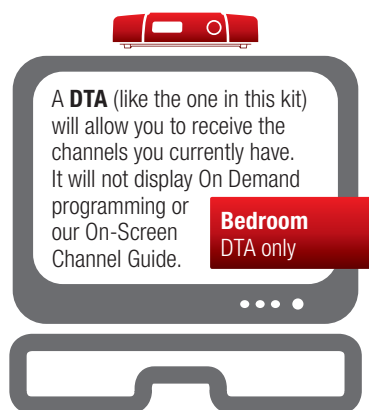 A DTA (like the one in this kit)
will allow you to receive the
channels you currently have.
It will not display On Demand
programming or
our On-Screen
Channel Guide.
Bedroom
DTA only